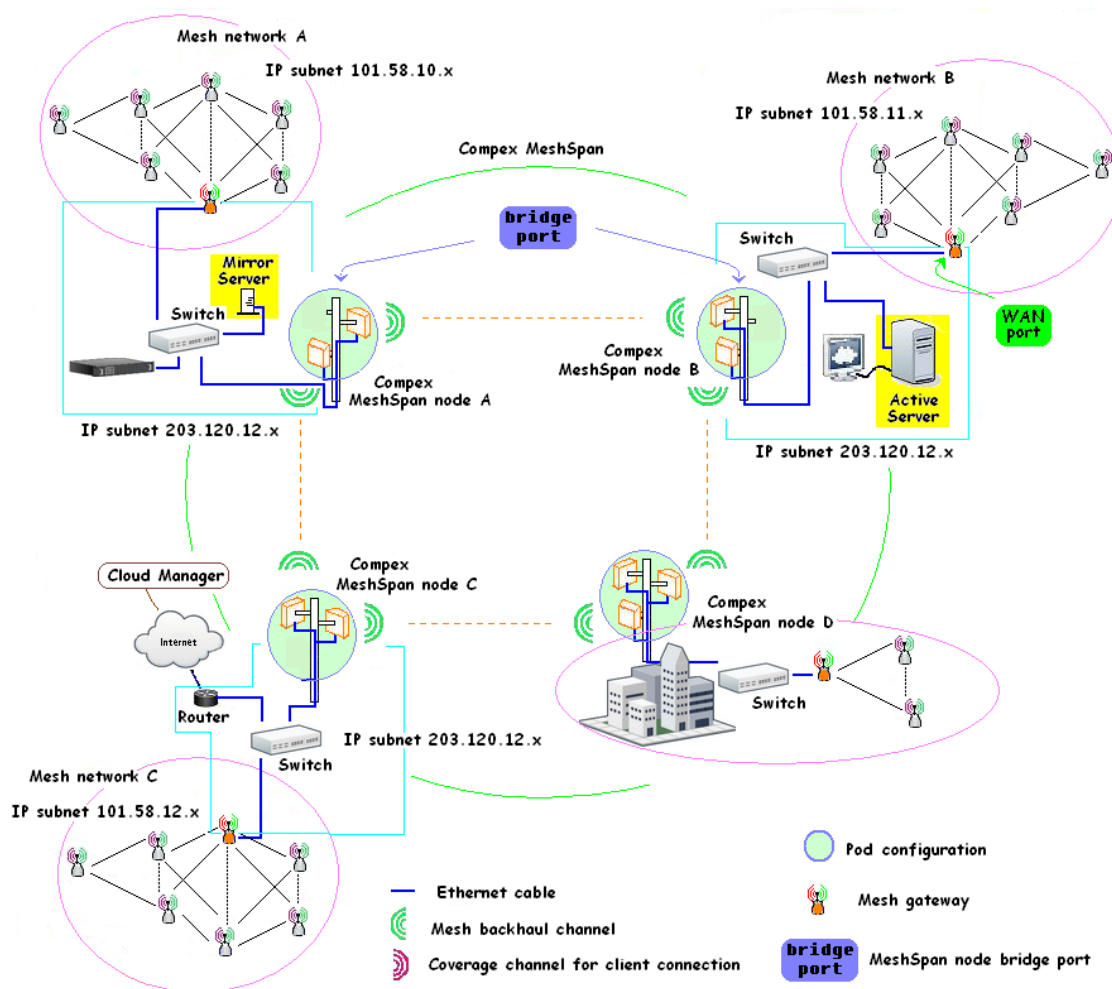 Mesh network A
IP subnet 101.58.10.x
Mesh network B
IP subnet 101.58.11.x
Compex MeshSpan
bridge
port
Mirror
Server
Switch
Switch
WAN
port
Compex
MeshSpan node A
Compex
MeshSpan node B
Active
Server
IP subnet 203.120.12.x
IP subnet 203.120.12.x
Cloud Manager
Internet
Router
Compex
MeshSpan node C
Compex
MeshSpan node D
Switch
Switch
IP subnet 203.120.12.x
Mesh network C
IP subnet 101.58.12.x
Ethernet cable
Mesh backhaul channel
Coverage channel for client connection
Pod configuration
Mesh gateway
bridge
port
MeshSpan node bridge port